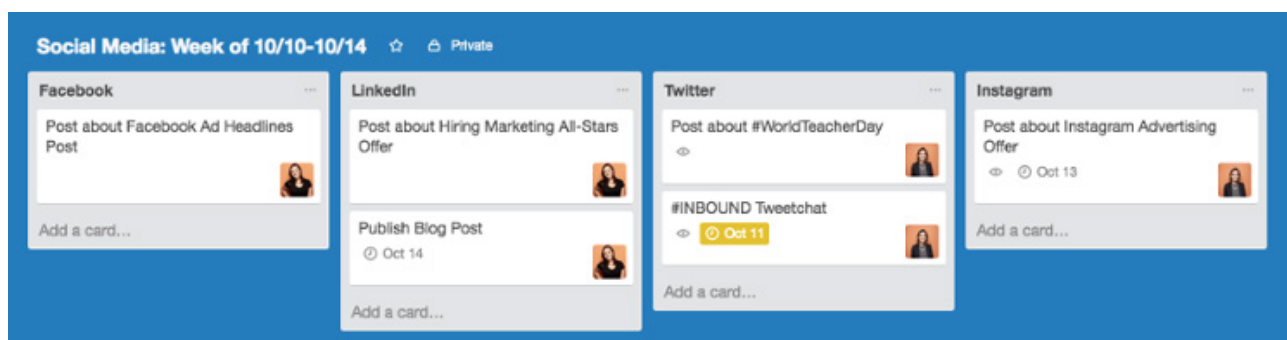 Social Media: Week of 10/10-10/14 Private
Facebook
Post about Facebook Ad Headlines
Post
Add a card...
LinkedIn
Post about Hiring Marketing All-Stars
Offer
Publish Blog Post
Oct 14
Add a card...
Twitter
Post about #WorldTeacherDay
#INBOUND Tweetchat
Oct 11
Add a card...
Instagram
Post about Instagram Advertising
Offer
Oct 13
Add a card...